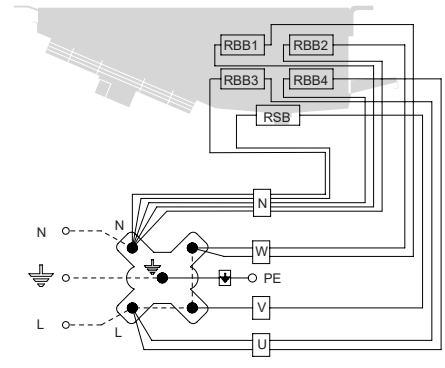 RBB1 RBB2
RBB3 RBB4
RSB
N
N N
W
PE
V
L L
U